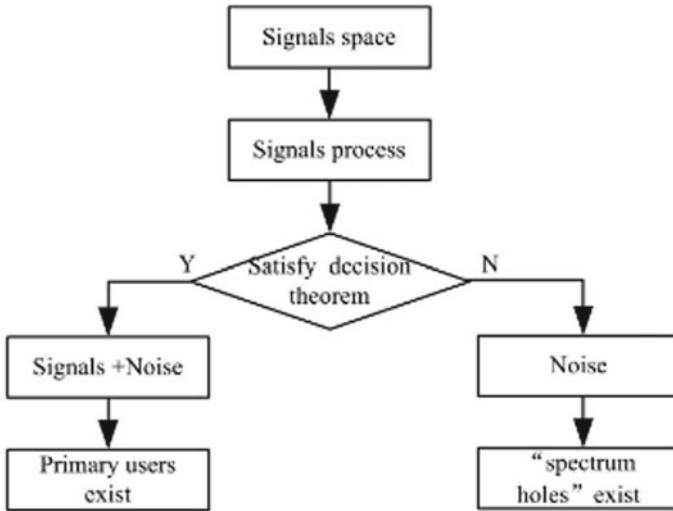 Signals space
Signals process
Y
Satisfy decision
theorem
N
Signals +Noise
Noise
Primary users
exist
“spectrum
holes” exist